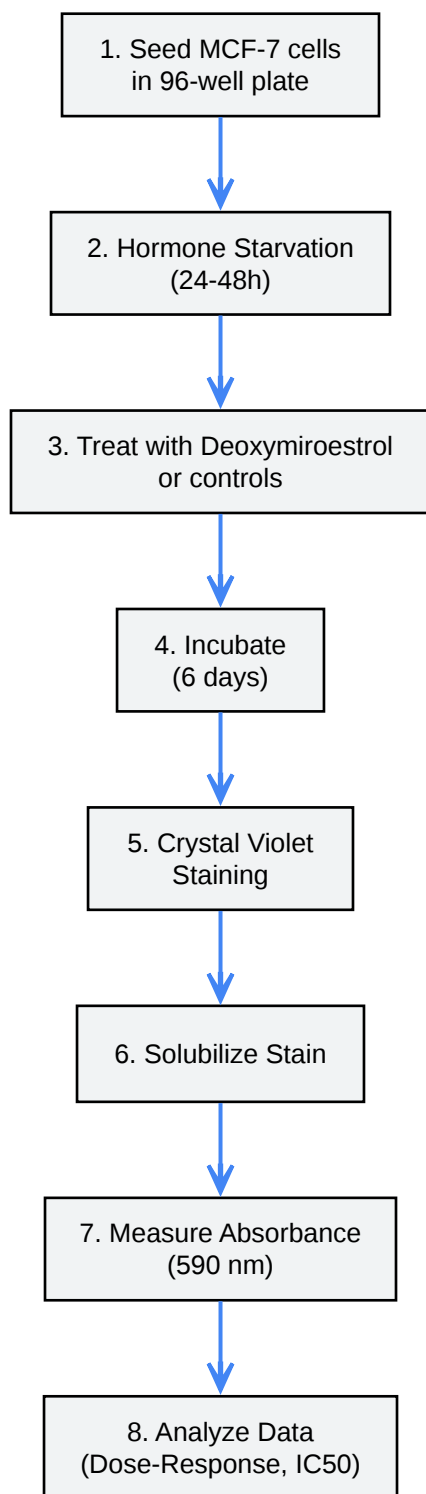 1. Seed MCF-7 cells
in 96-well plate
2. Hormone Starvation
(24-48h)
3. Treat with Deoxymiroestrol
or controls
4. Incubate
(6 days)
5. Crystal Violet
Staining
6. Solubilize Stain
7. Measure Absorbance
(590 nm)
8. Analyze Data
(Dose-Response, IC50)